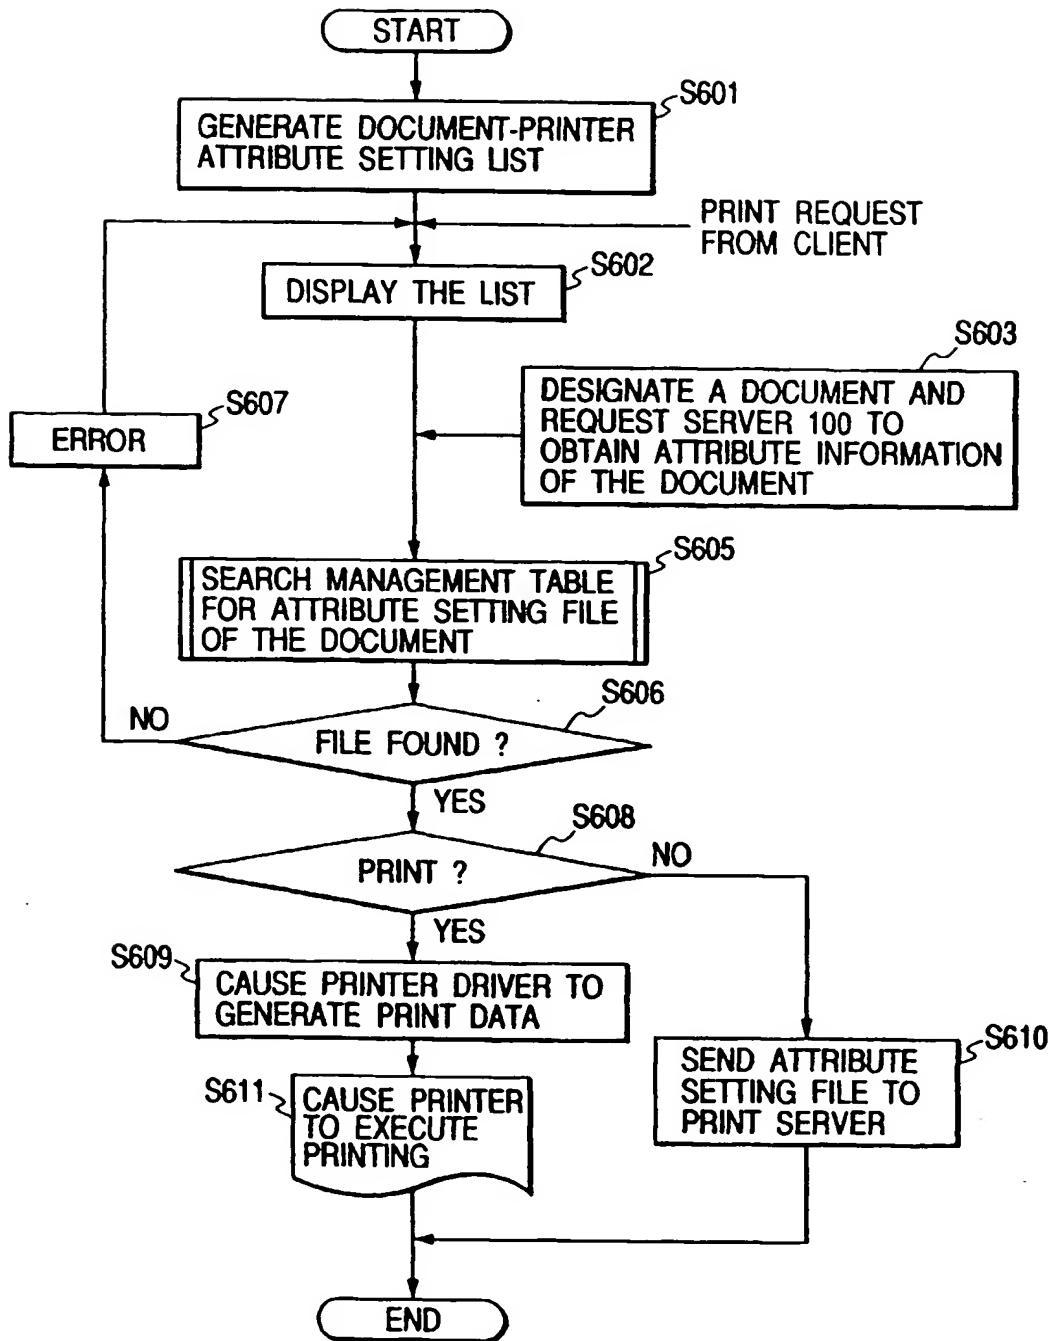 START
S601
GENERATE DOCUMENT-PRINTER
ATTRIBUTE SETTING LIST
PRINT REQUEST
FROM CLIENT
S602
DISPLAY THE LIST
S603
DESIGNATE A DOCUMENT AND
REQUEST SERVER 100 TO
OBTAIN ATTRIBUTE INFORMATION
OF THE DOCUMENT
S607
ERROR
S605
SEARCH MANAGEMENT TABLE
FOR ATTRIBUTE SETTING FILE
OF THE DOCUMENT
S606
NO
FILE FOUND ?
YES
S608
NO
PRINT ?
YES
S609
CAUSE PRINTER DRIVER TO
GENERATE PRINT DATA
S610
SEND ATTRIBUTE
SETTING FILE TO
PRINT SERVER
S611
CAUSE PRINTER
TO EXECUTE
PRINTING
END